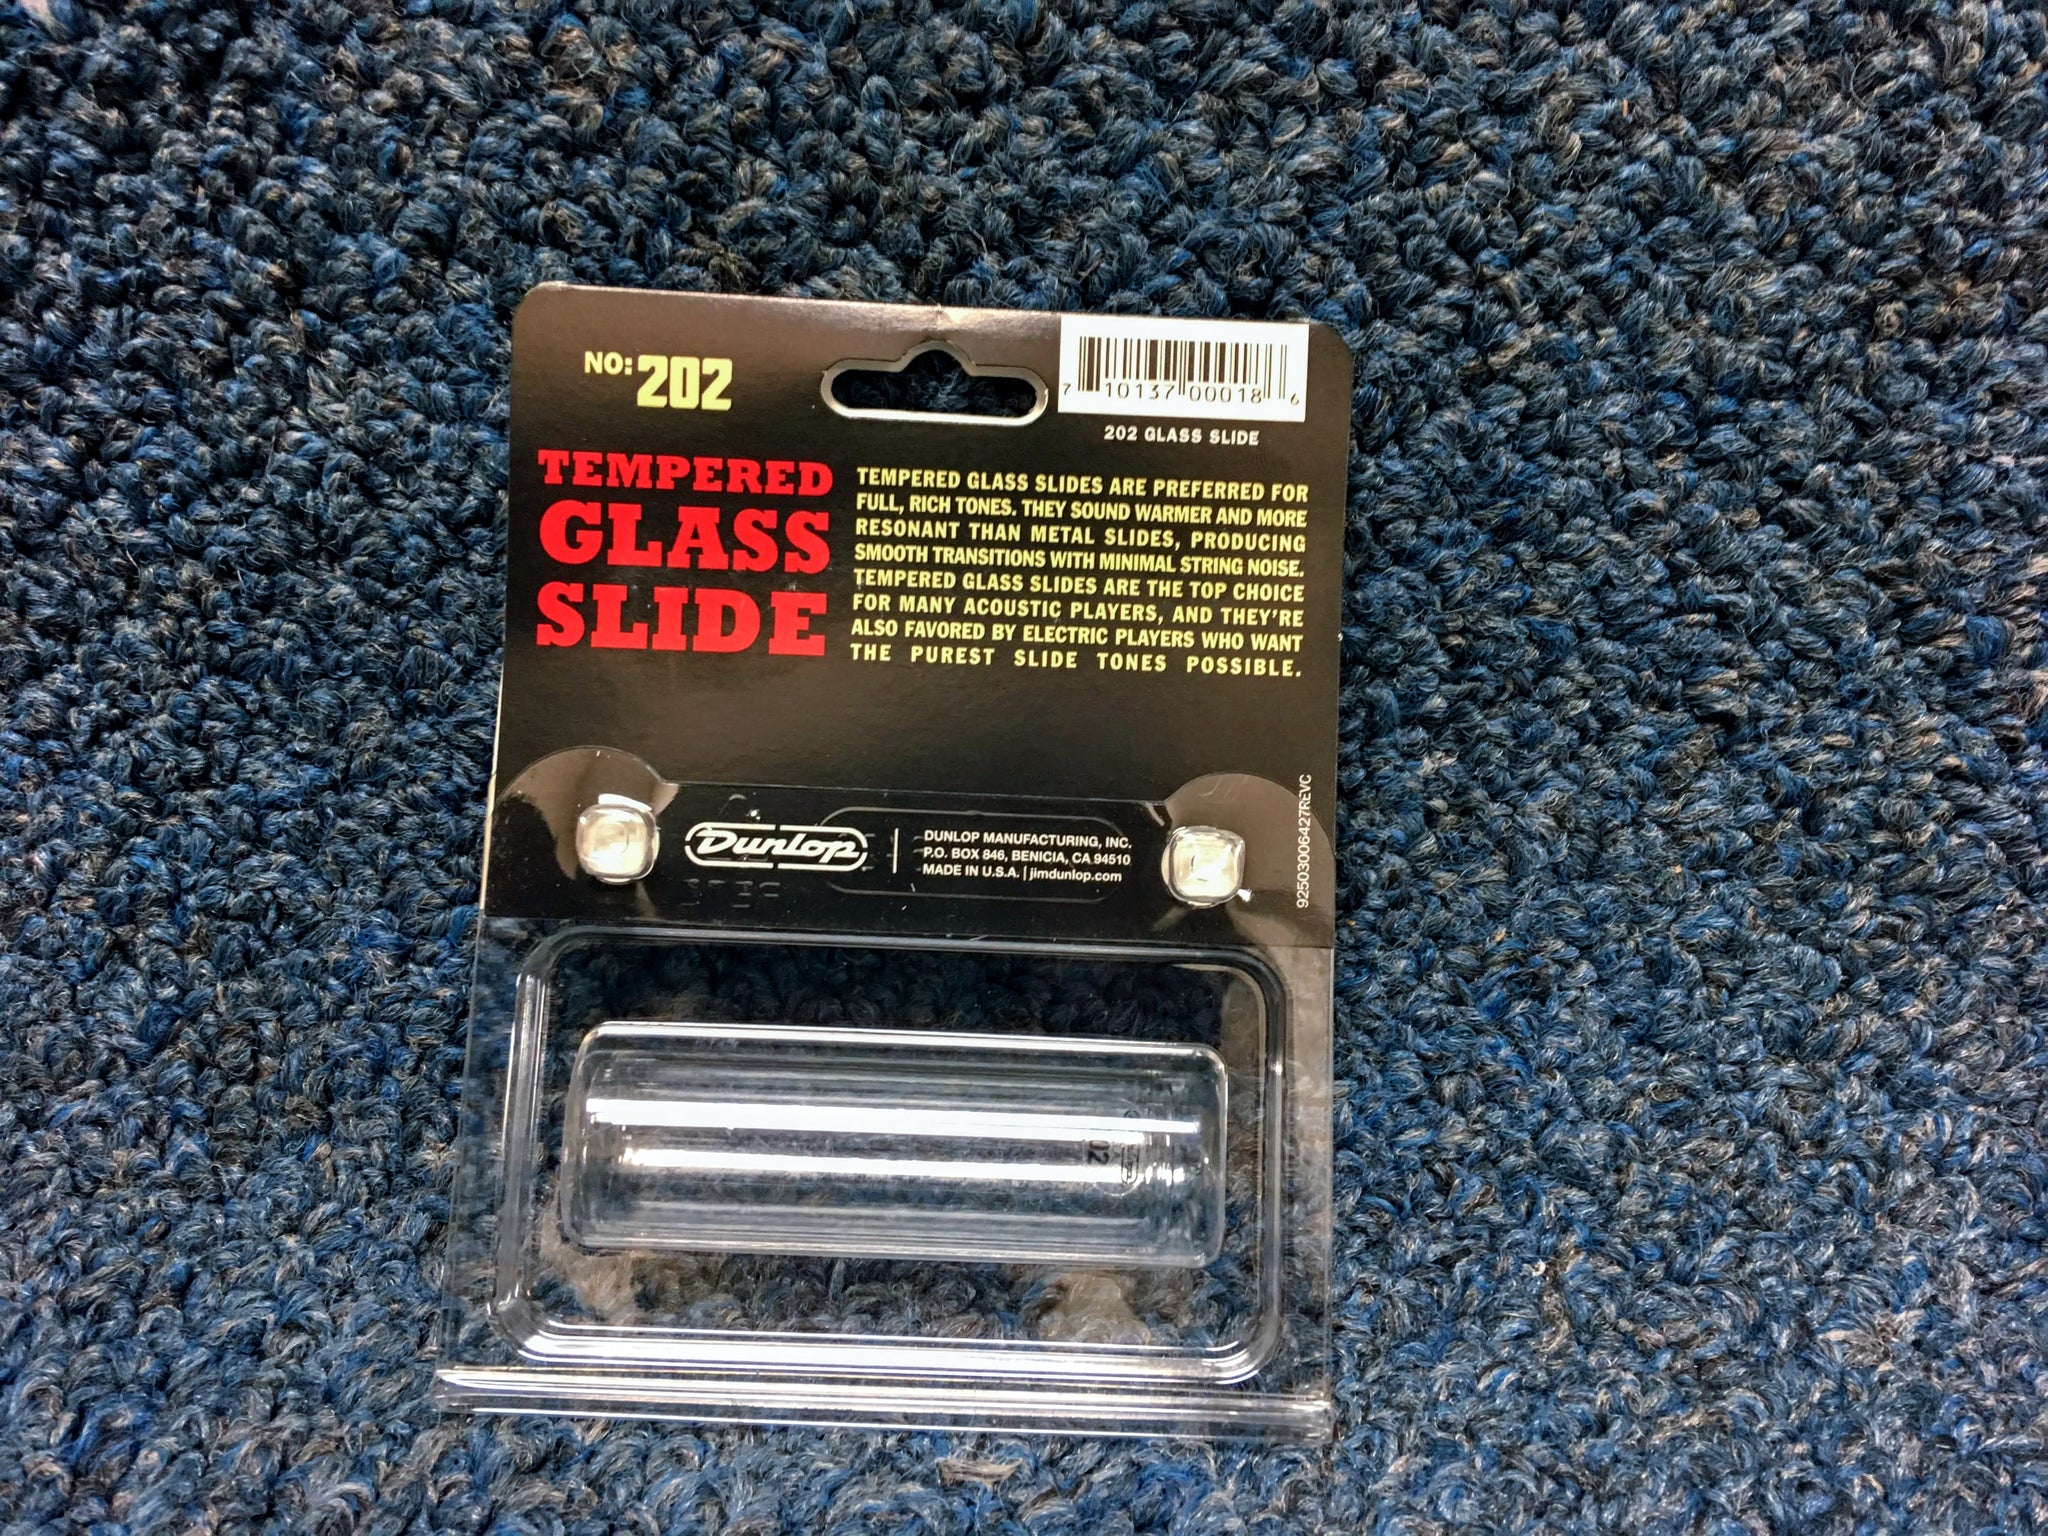 NO: 202
7 10137 00018 6
202 GLASS SLIDE
TEMPERED
GLASS
SLIDE
TEMPERED GLASS SLIDES ARE PREFERRED FOR
FULL, RICH TONES. THEY SOUND WARMER AND MORE
RESONANT THAN METAL SLIDES, PRODUCING
SMOOTH TRANSITIONS WITH MINIMAL STRING NOISE.
TEMPERED GLASS SLIDES ARE THE TOP CHOICE
FOR MANY ACOUSTIC PLAYERS, AND THEY'RE
ALSO FAVORED BY ELECTRIC PLAYERS WHO WANT
THE PUREST SLIDE TONES POSSIBLE.
Dunlop
DUNLOP MANUFACTURING, INC.
P.O. BOX 846, BENICIA, CA 94510
MADE IN U.S.A. | jimdunlop.com
92503006427REVC